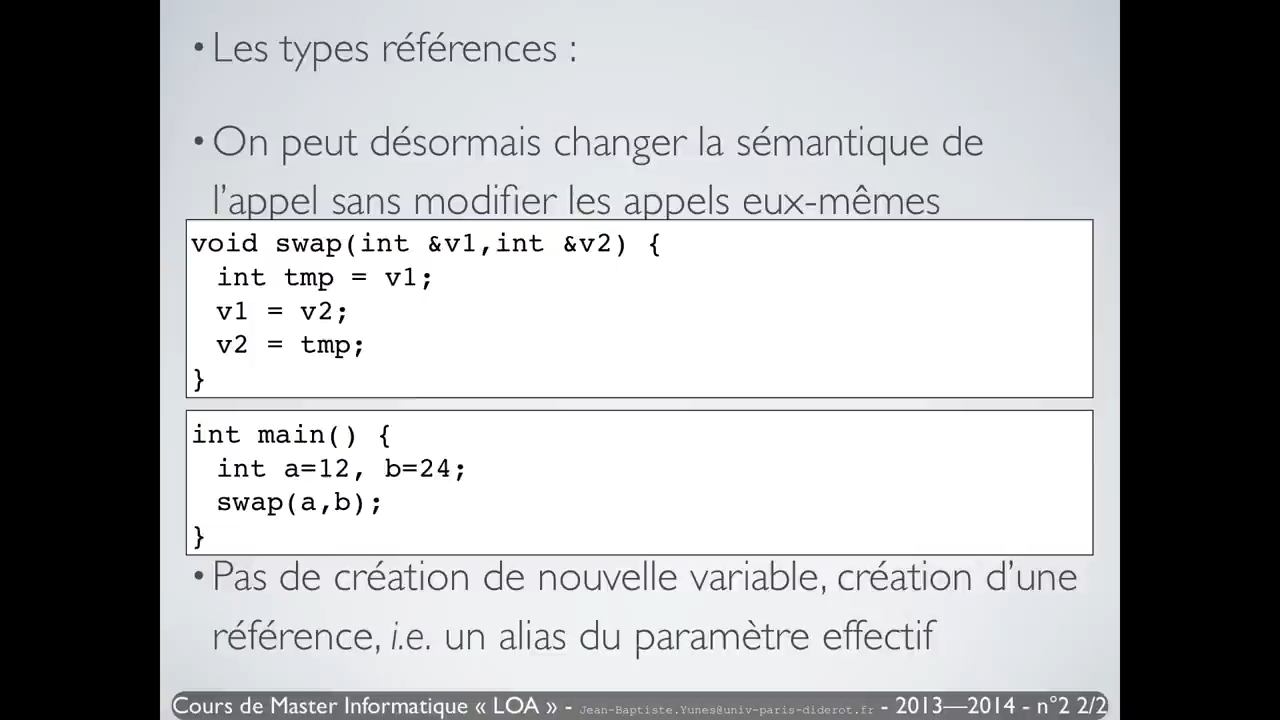 • Les types références :
• On peut désormais changer la sémantique de
l’appel sans modifier les appels eux-mêmes
void swap(int &v1,int &v2) {
int tmp = v1;
v1 = v2;
v2 = tmp;
}
int main() {
int a=12, b=24;
swap(a,b);
}
• Pas de création de nouvelle variable, création d’une
référence, i.e. un alias du paramètre effectif
Cours de Master Informatique « LOA » - Jean-Baptiste.Yunes@univ-paris-diderot.fr - 2013—2014 - n°2 2/2